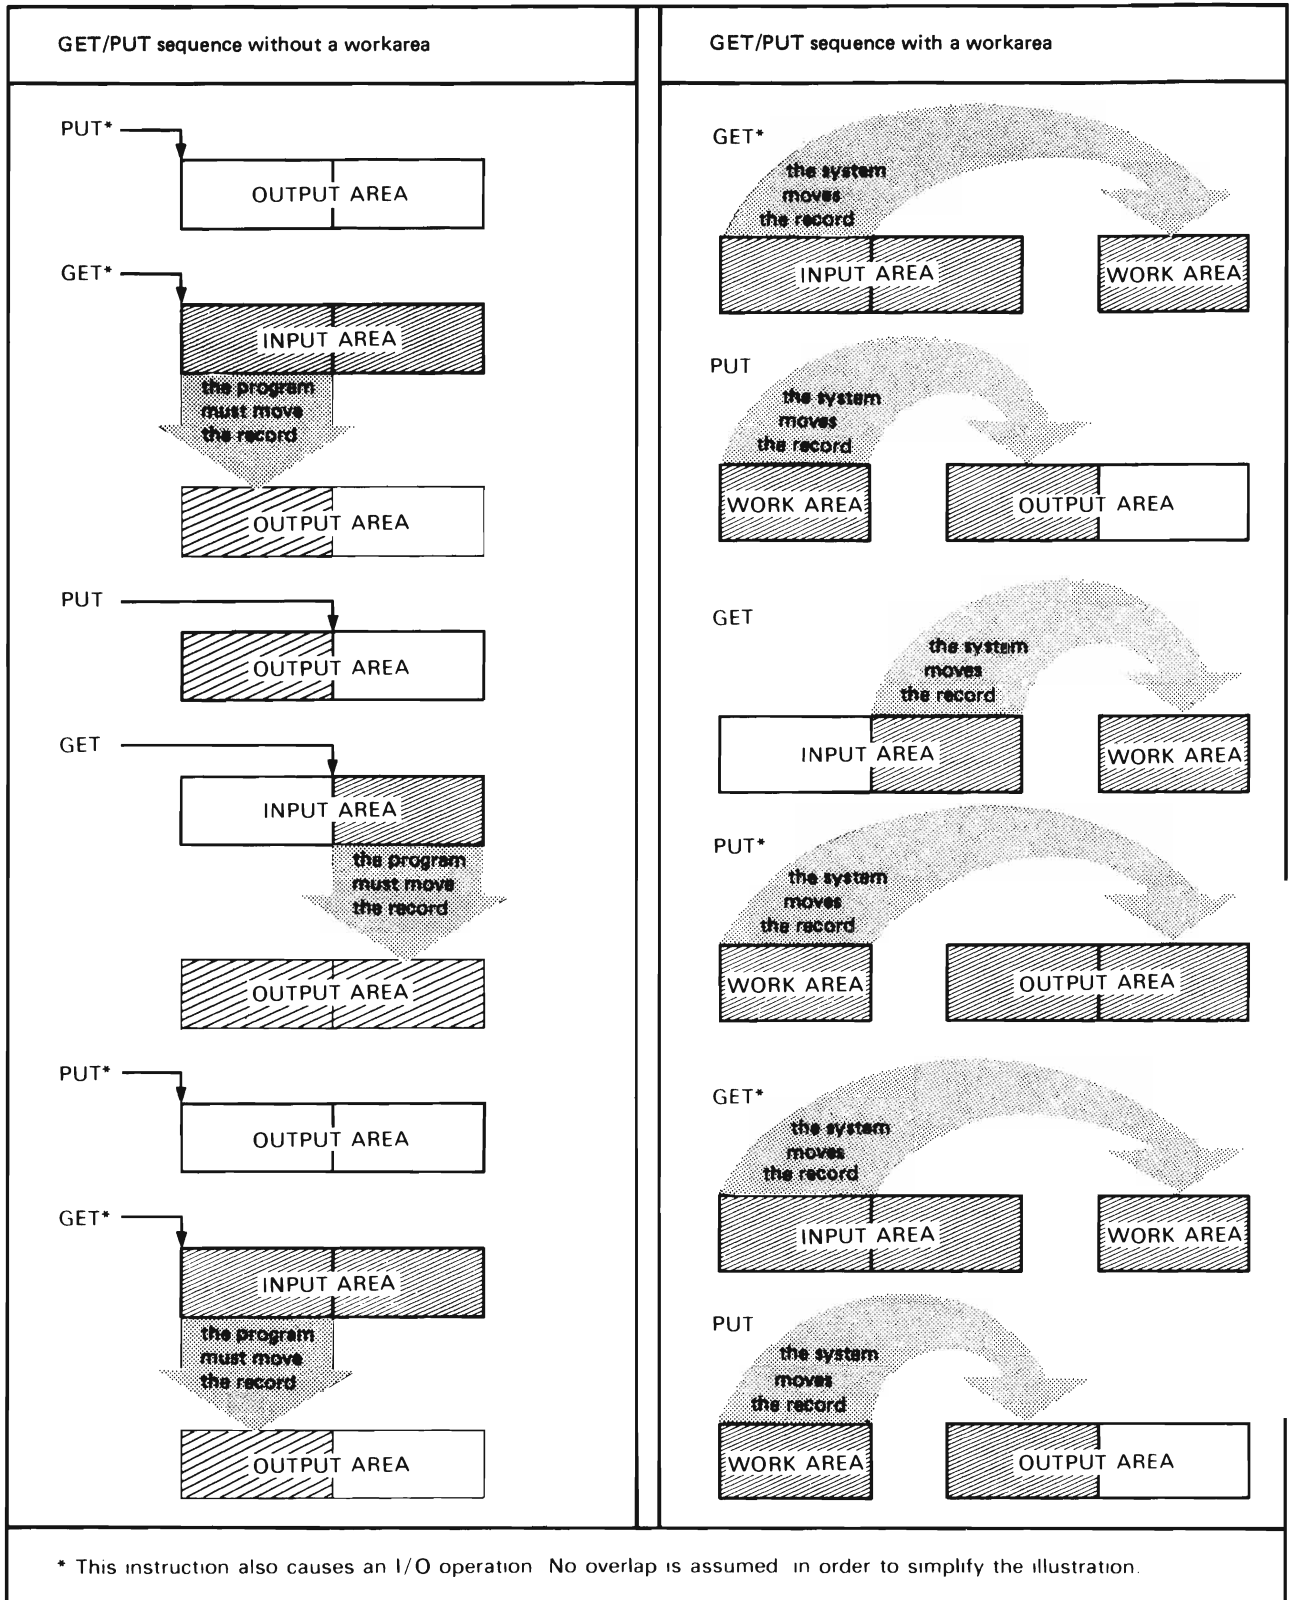 GET/PUT sequence without a workarea
PUT*
OUTPUT AREA
GET*
INPUT AREA
the program
must move
the record
OUTPUT AREA
PUT
OUTPUT AREA
GET
INPUT AREA
the program
must move
the record
OUTPUT AREA
PUT*
OUTPUT AREA
GET*
INPUT AREA
the program
must move
the record
OUTPUT AREA
GET/PUT sequence with a workarea
GET*
the system
moves
the record
INPUT AREA
WORK AREA
PUT
the system
moves
the record
WORK AREA
OUTPUT AREA
GET
the system
moves
the record
INPUT AREA
WORK AREA
PUT*
the system
moves
the record
WORK AREA
OUTPUT AREA
GET*
the system
moves
the record
INPUT AREA
WORK AREA
PUT
the system
moves
the record
WORK AREA
OUTPUT AREA
* This instruction also causes an I/O operation No overlap is assumed in order to simplify the illustration.